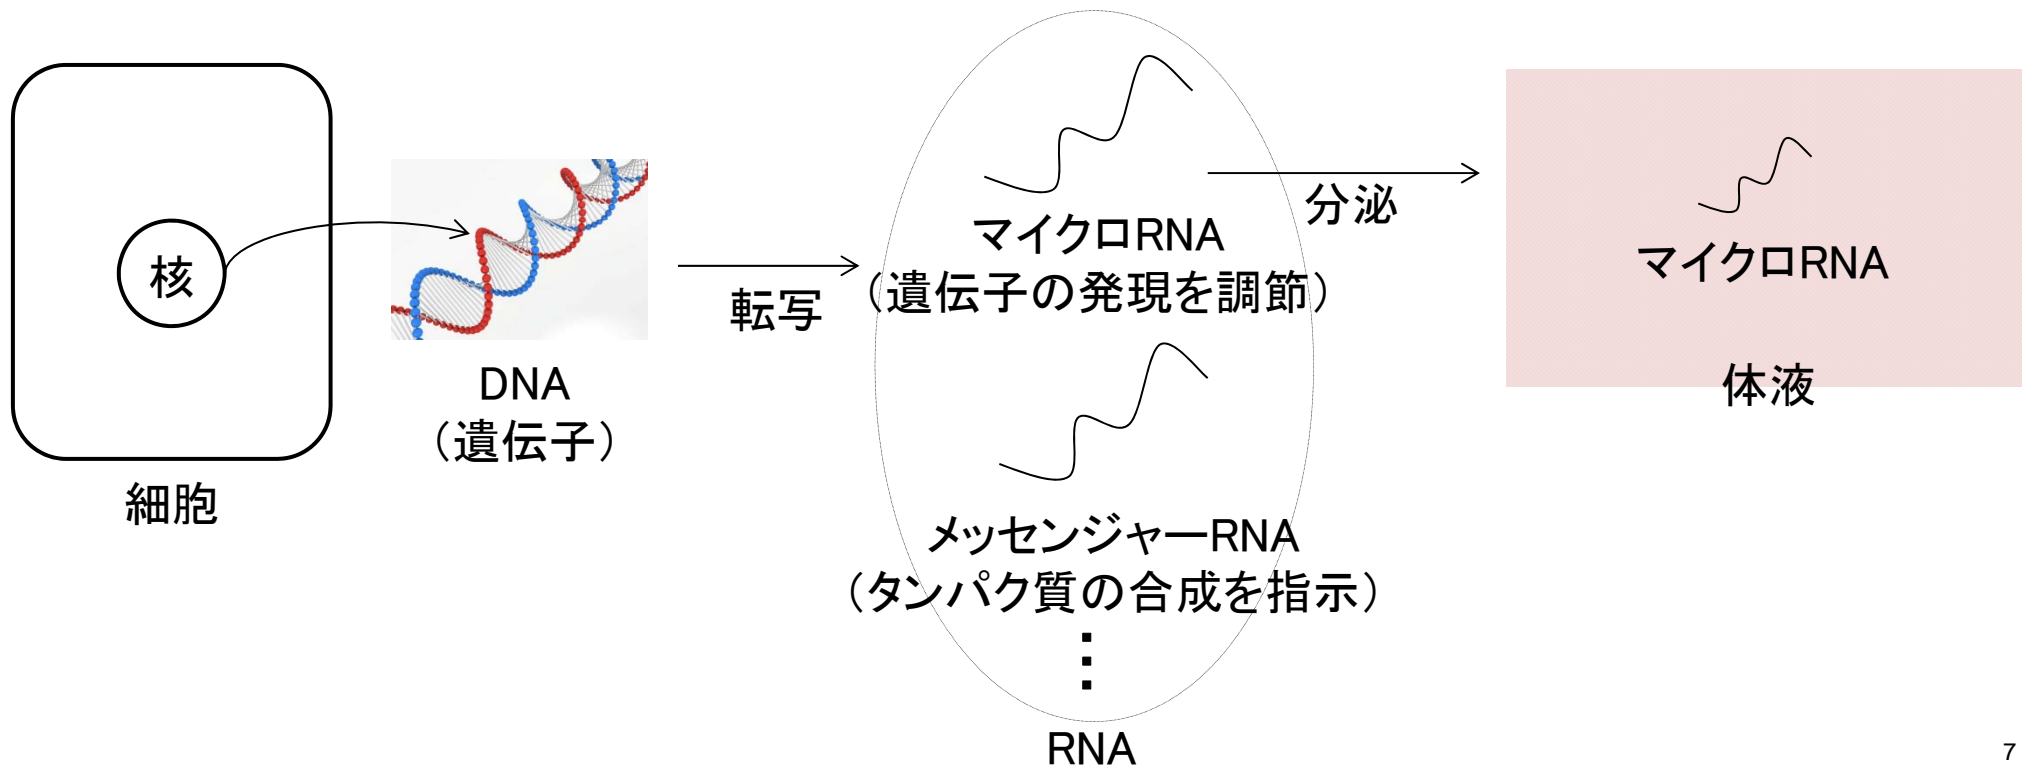 核
細胞
DNA
（遺伝子）
転写
マイクロRNA
（遺伝子の発現を調節）
メッセンジャーRNA
（タンパク質の合成を指示）
⋮
RNA
分泌
マイクロRNA
体液
7